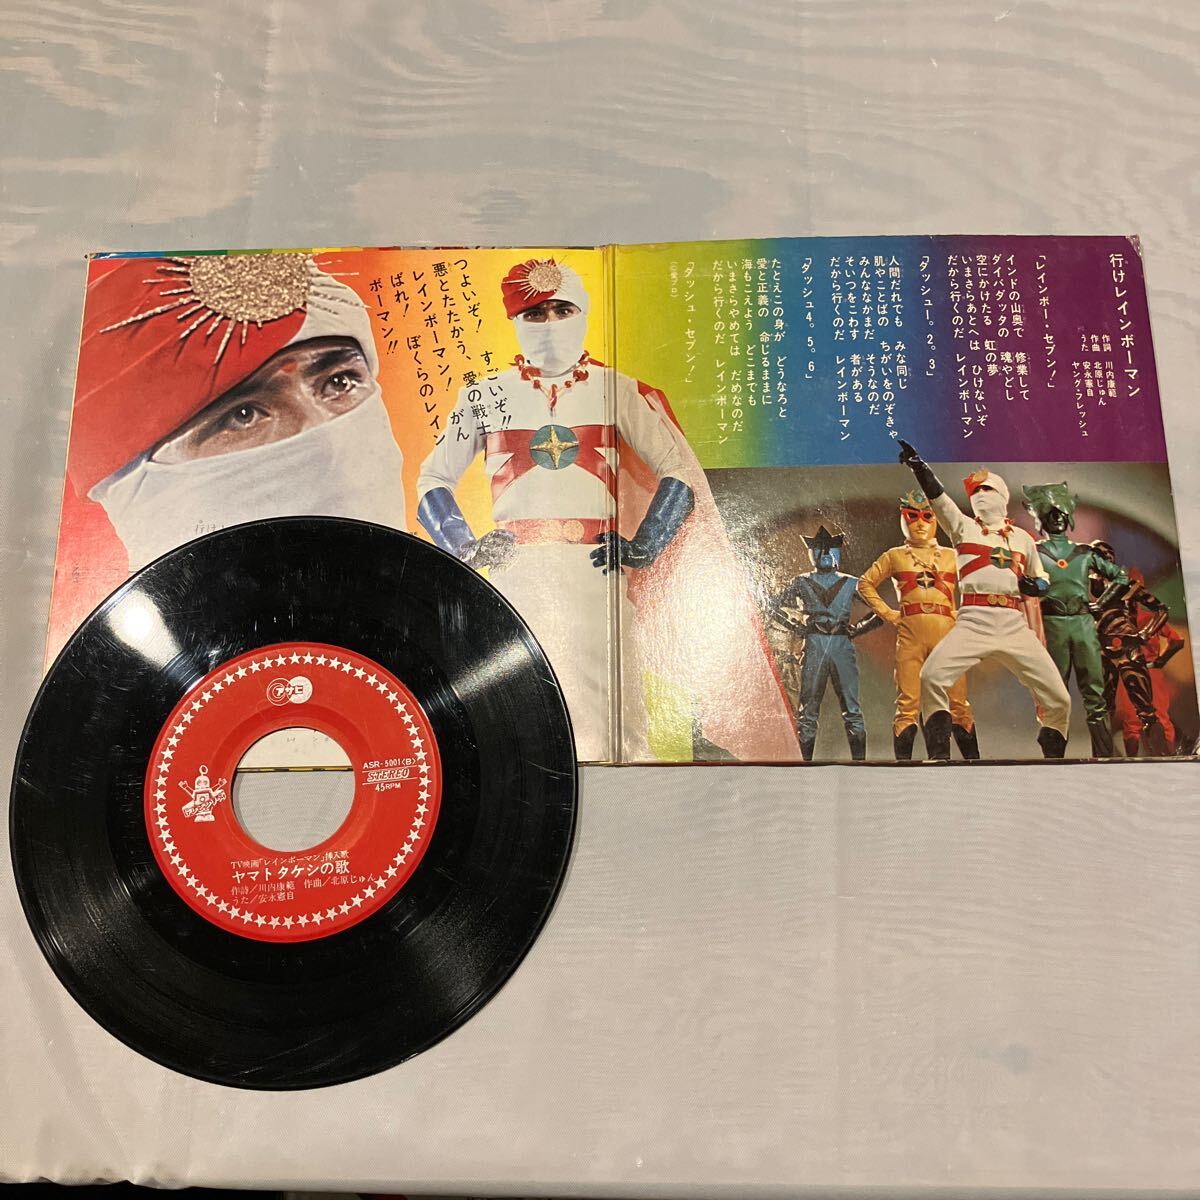 行けレインボーマン
作詞 川内康範
作曲 北原じゅん
うた 安永憲自
ヤング・フレッシュ
「レインボー・セブン！」
インドの山奥で 修業して
ダイバダッタの 魂やどし
空にかけたる 虹の夢
いまさらあとへは ひけないぞ
だから行くのだ レインボーマン
「ダッシュ1．2．3」
人間だれでも みな同じ
肌やことばの ちがいをのぞきゃ
みんななかまだ そうなのだ
そいつをこわす 者がある
だから行くのだ レインボーマン
「ダッシュ4．5．6」
たとえこの身が どうなろと
愛と正義の 命じるままに
海もこえよう どこまでも
いまさらやめては だめなのだ
だから行くのだ レインボーマン
「ダッシュ・セブン！」
(C愛プロ)
つよいぞ！ すごいぞ!!
悪とたたかう、愛の戦士
レインボーマン！ がん
ばれ！ ぼくらのレイン
ボーマン!!
アサヒ
ASR-5001〈B〉
STEREO
45RPM
TV映画「レインボーマン」挿入歌
ヤマトタケシの歌
作詩／川内康範 作曲／北原じゅん
うた／安永憲自